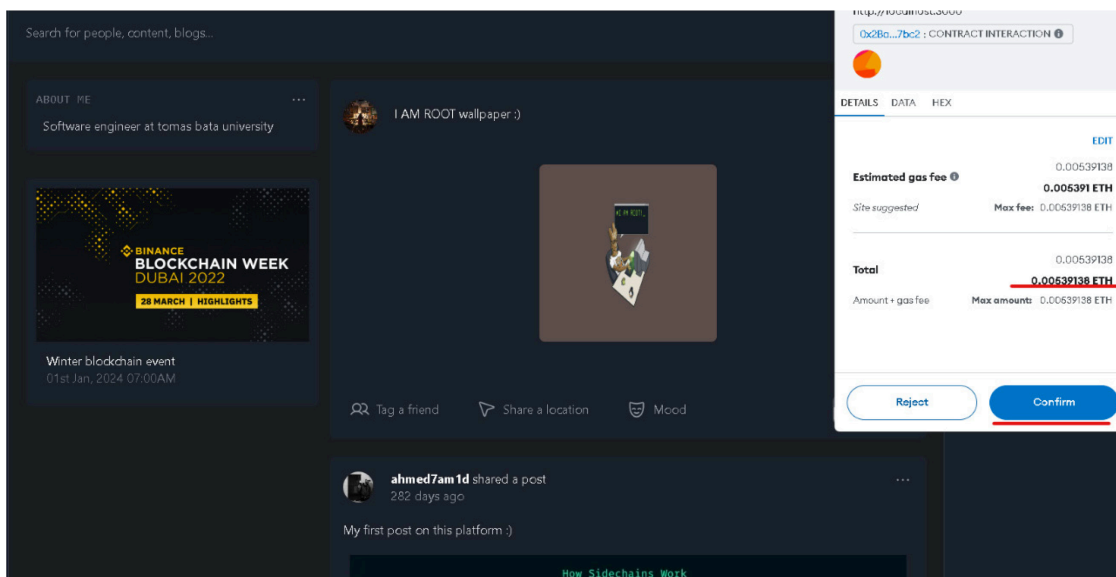 Search for people, content, blogs...
ABOUT ME
...
Software engineer at tomas bata university
BINANCE
BLOCKCHAIN WEEK
DUBAI 2022
28 MARCH | HIGHLIGHTS
Winter blockchain event
01st Jan, 2024 07:00AM
I AM ROOT wallpaper :)
Tag a friend
Share a location
Mood
ahmed7am1d shared a post
282 days ago
...
My first post on this platform :)
How Sidechains Work
http://localhost:3000
0x28c...7bc2 : CONTRACT INTERACTION
DETAILS DATA HEX
EDIT
Estimated gas fee
0.00539138
0.005391 ETH
Site suggested
Max fee: 0.00539138 ETH
Total
0.00539138
0.00539138 ETH
Amount + gas fee
Max amount: 0.00539138 ETH
Reject
Confirm